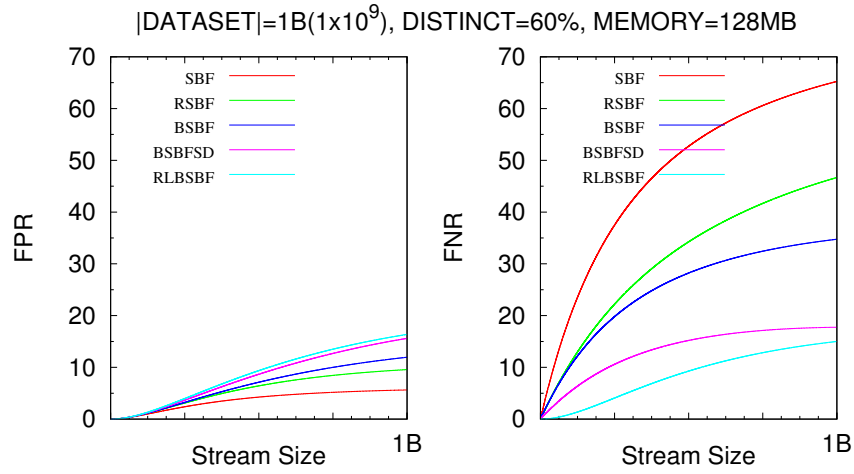 |DATASET|=1B(1x10^9), DISTINCT=60%, MEMORY=128MB
FPR
70
60
50
40
30
20
10
0
SBF
RSBF
BSBF
BSBFSD
RLBSBF
1B
Stream Size
FNR
70
60
50
40
30
20
10
0
SBF
RSBF
BSBF
BSBFSD
RLBSBF
1B
Stream Size